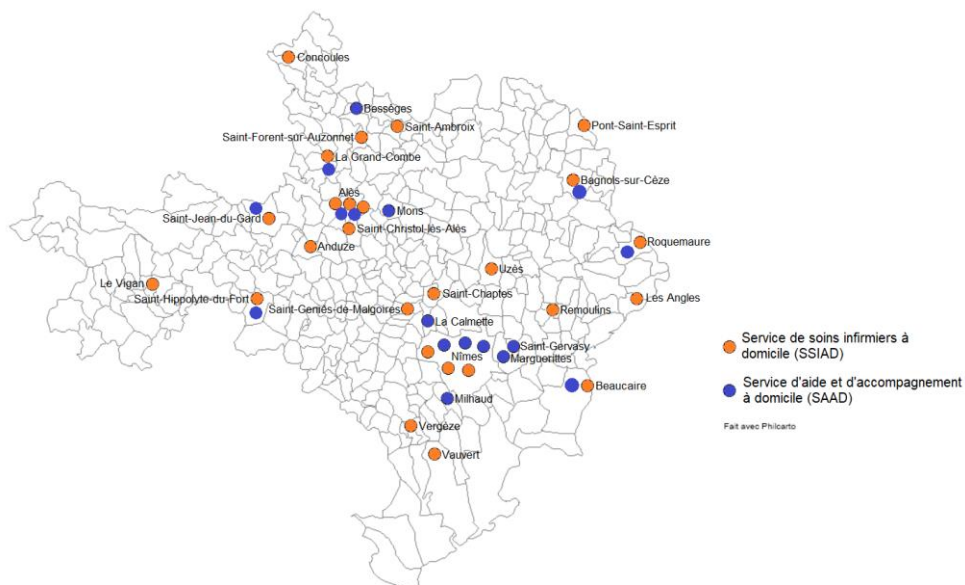 Concoules
Bessèges
Saint-Ambroix
Pont-Saint-Esprit
Saint-Forent-sur-Auzonnet
La Grand-Combe
Bagnols-sur-Cèze
Alès
Mons
Saint-Jean-du-Gard
Saint-Christol-lès-Alès
Anduze
Roquemaure
Uzès
Le Vigan
Saint-Hippolyte-du-Fort
Saint-Chaptes
Les Angles
Saint-Geniès-de-Malgoires
Remoulins
La Calmette
Saint-Gervasy
Nîmes
Marguerittes
Beaucaire
Milhaud
Vergèze
Vauvert
Service de soins infirmiers à
domicile (SSIAD)
Service d'aide et d'accompagnement
à domicile (SAAD)
Fait avec Philcarto